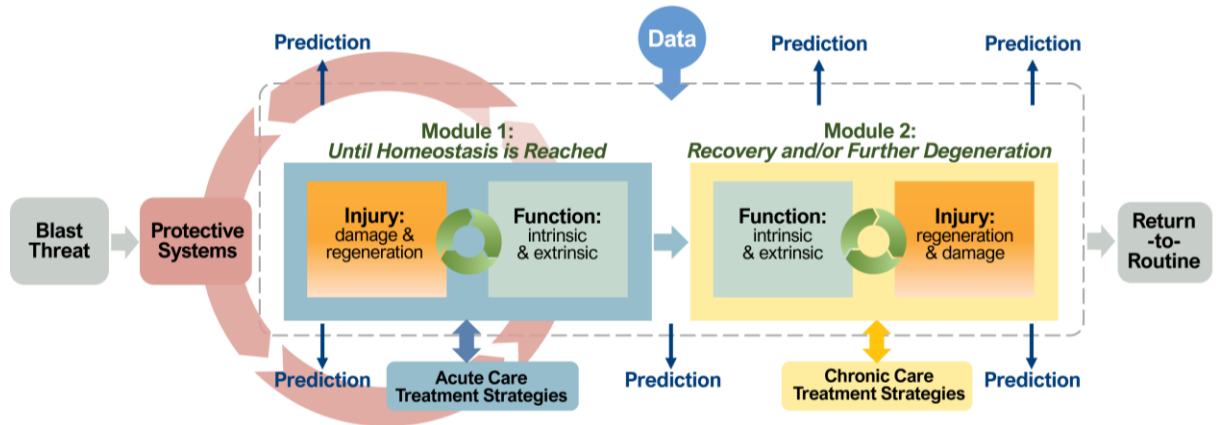 Prediction
Data
Prediction
Prediction
Module 1:
Until Homeostasis is Reached
Module 2:
Recovery and/or Further Degeneration
Blast
Threat
Protective
Systems
Injury:
damage &
regeneration
Function:
intrinsic
& extrinsic
Function:
intrinsic
& extrinsic
Injury:
regeneration
& damage
Return
-to-
Routine
Prediction
Acute Care
Treatment Strategies
Prediction
Chronic Care
Treatment Strategies
Prediction